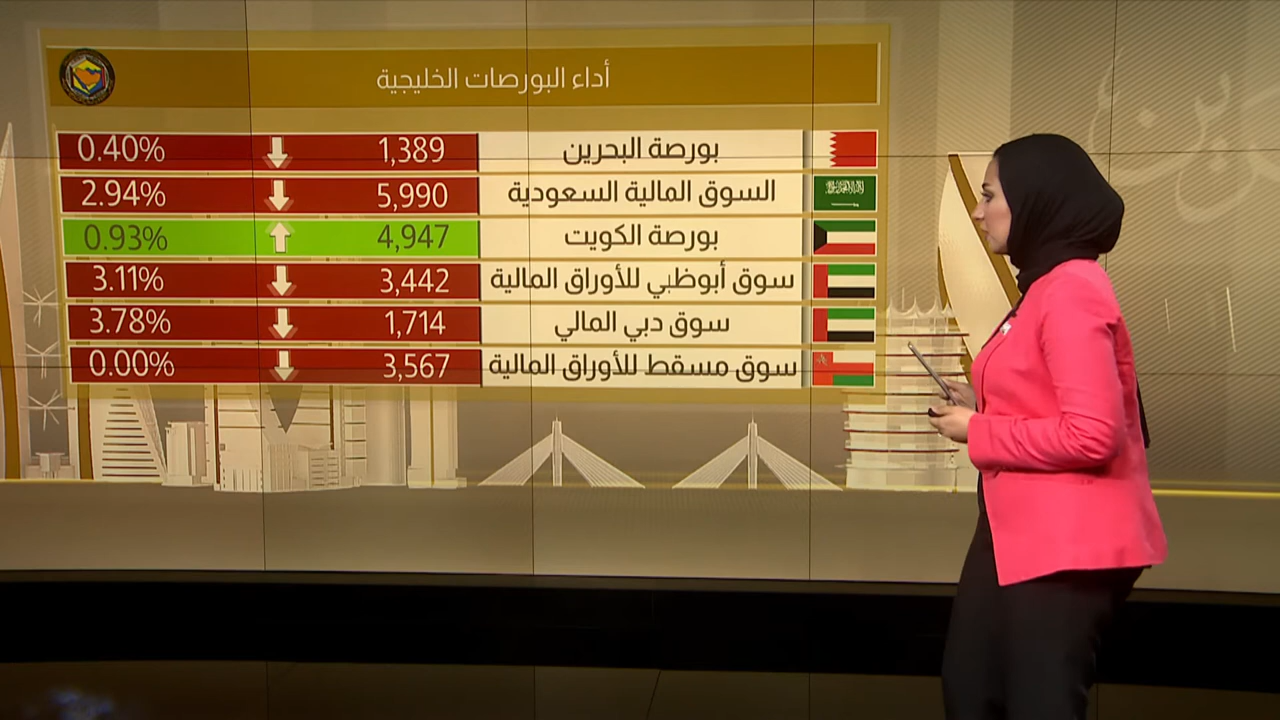 أداء البورصات الخليجية
بورصة البحرين 1,389 0.40%
السوق المالية السعودية 5,990 2.94%
بورصة الكويت 4,947 0.93%
سوق أبوظبي للأوراق المالية 3,442 3.11%
سوق دبي المالي 1,714 3.78%
سوق مسقط للأوراق المالية 3,567 0.00%